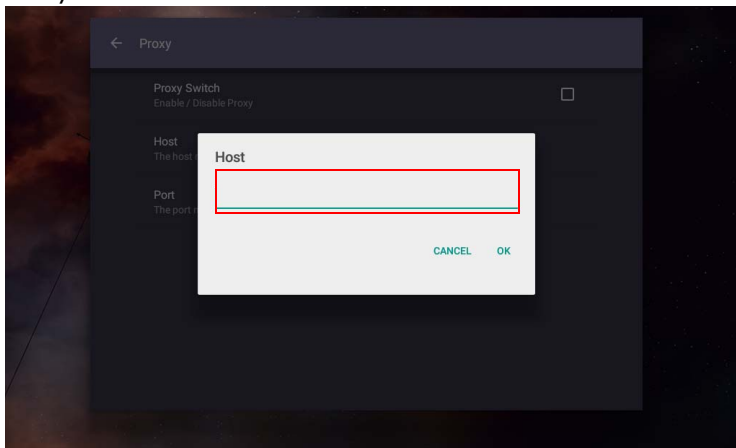 Proxy
Proxy Switch
Enable / Disable Proxy
Host
The host
Port
The port
Host
CANCEL OK